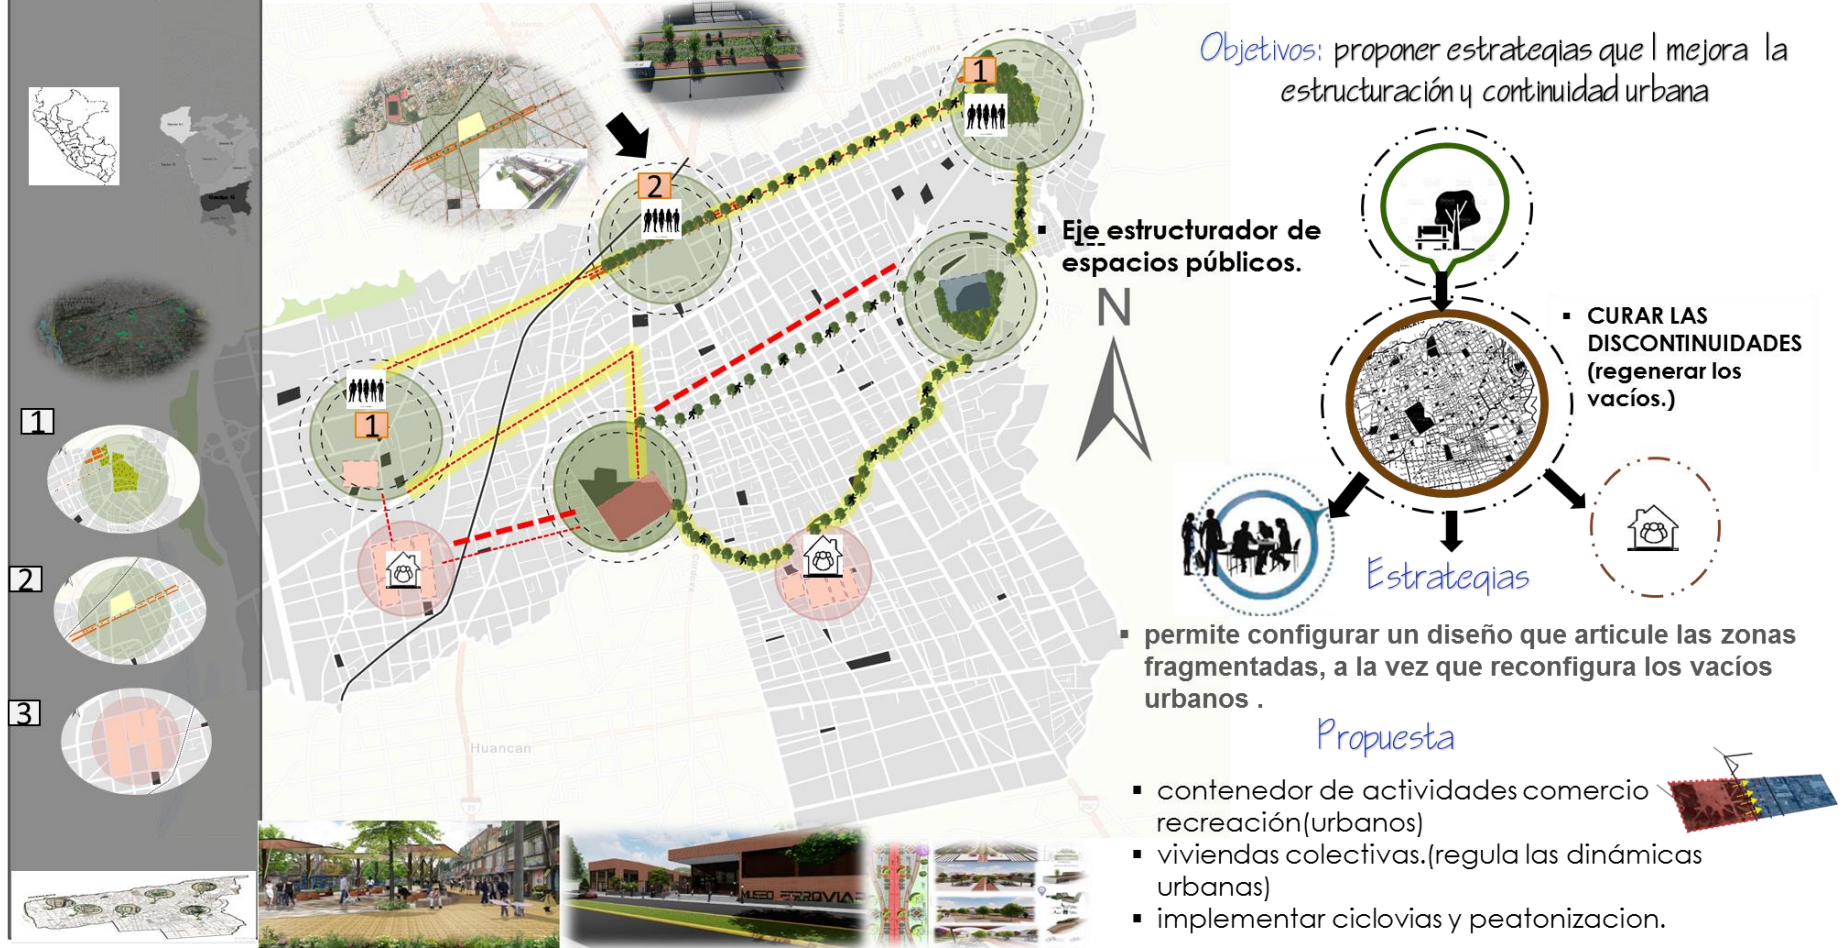 Objetivos: proponer estrategias que l mejora la
estructuración y continuidad urbana
1
2
Eje estructurador de
espacios públicos.
N
CURAR LAS
DISCONTINUIDADES
(regenerar los
vacíos.)
1
1
2
3
Estrategias
permite configurar un diseño que articule las zonas
fragmentadas, a la vez que reconfigura los vacíos
urbanos .
Propuesta
Huancan
contenedor de actividades comercio
recreación(urbanos)
viviendas colectivas.(regula las dinámicas
urbanas)
implementar ciclovias y peatonizacion.
MUSEO FERROVIA